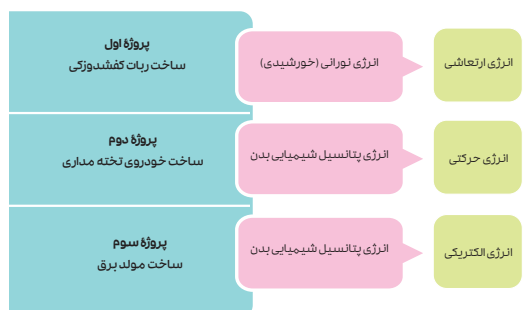 پروژهٔ اول
ساخت ربات کفشدوزکی
انرژی نورانی (خورشیدی)
انرژی ارتعاشی
پروژهٔ دوم
ساخت خودروی تخته مداری
انرژی پتانسیل شیمیایی بدن
انرژی حرکتی
پروژهٔ سوم
ساخت مولد برق
انرژی پتانسیل شیمیایی بدن
انرژی الکتریکی